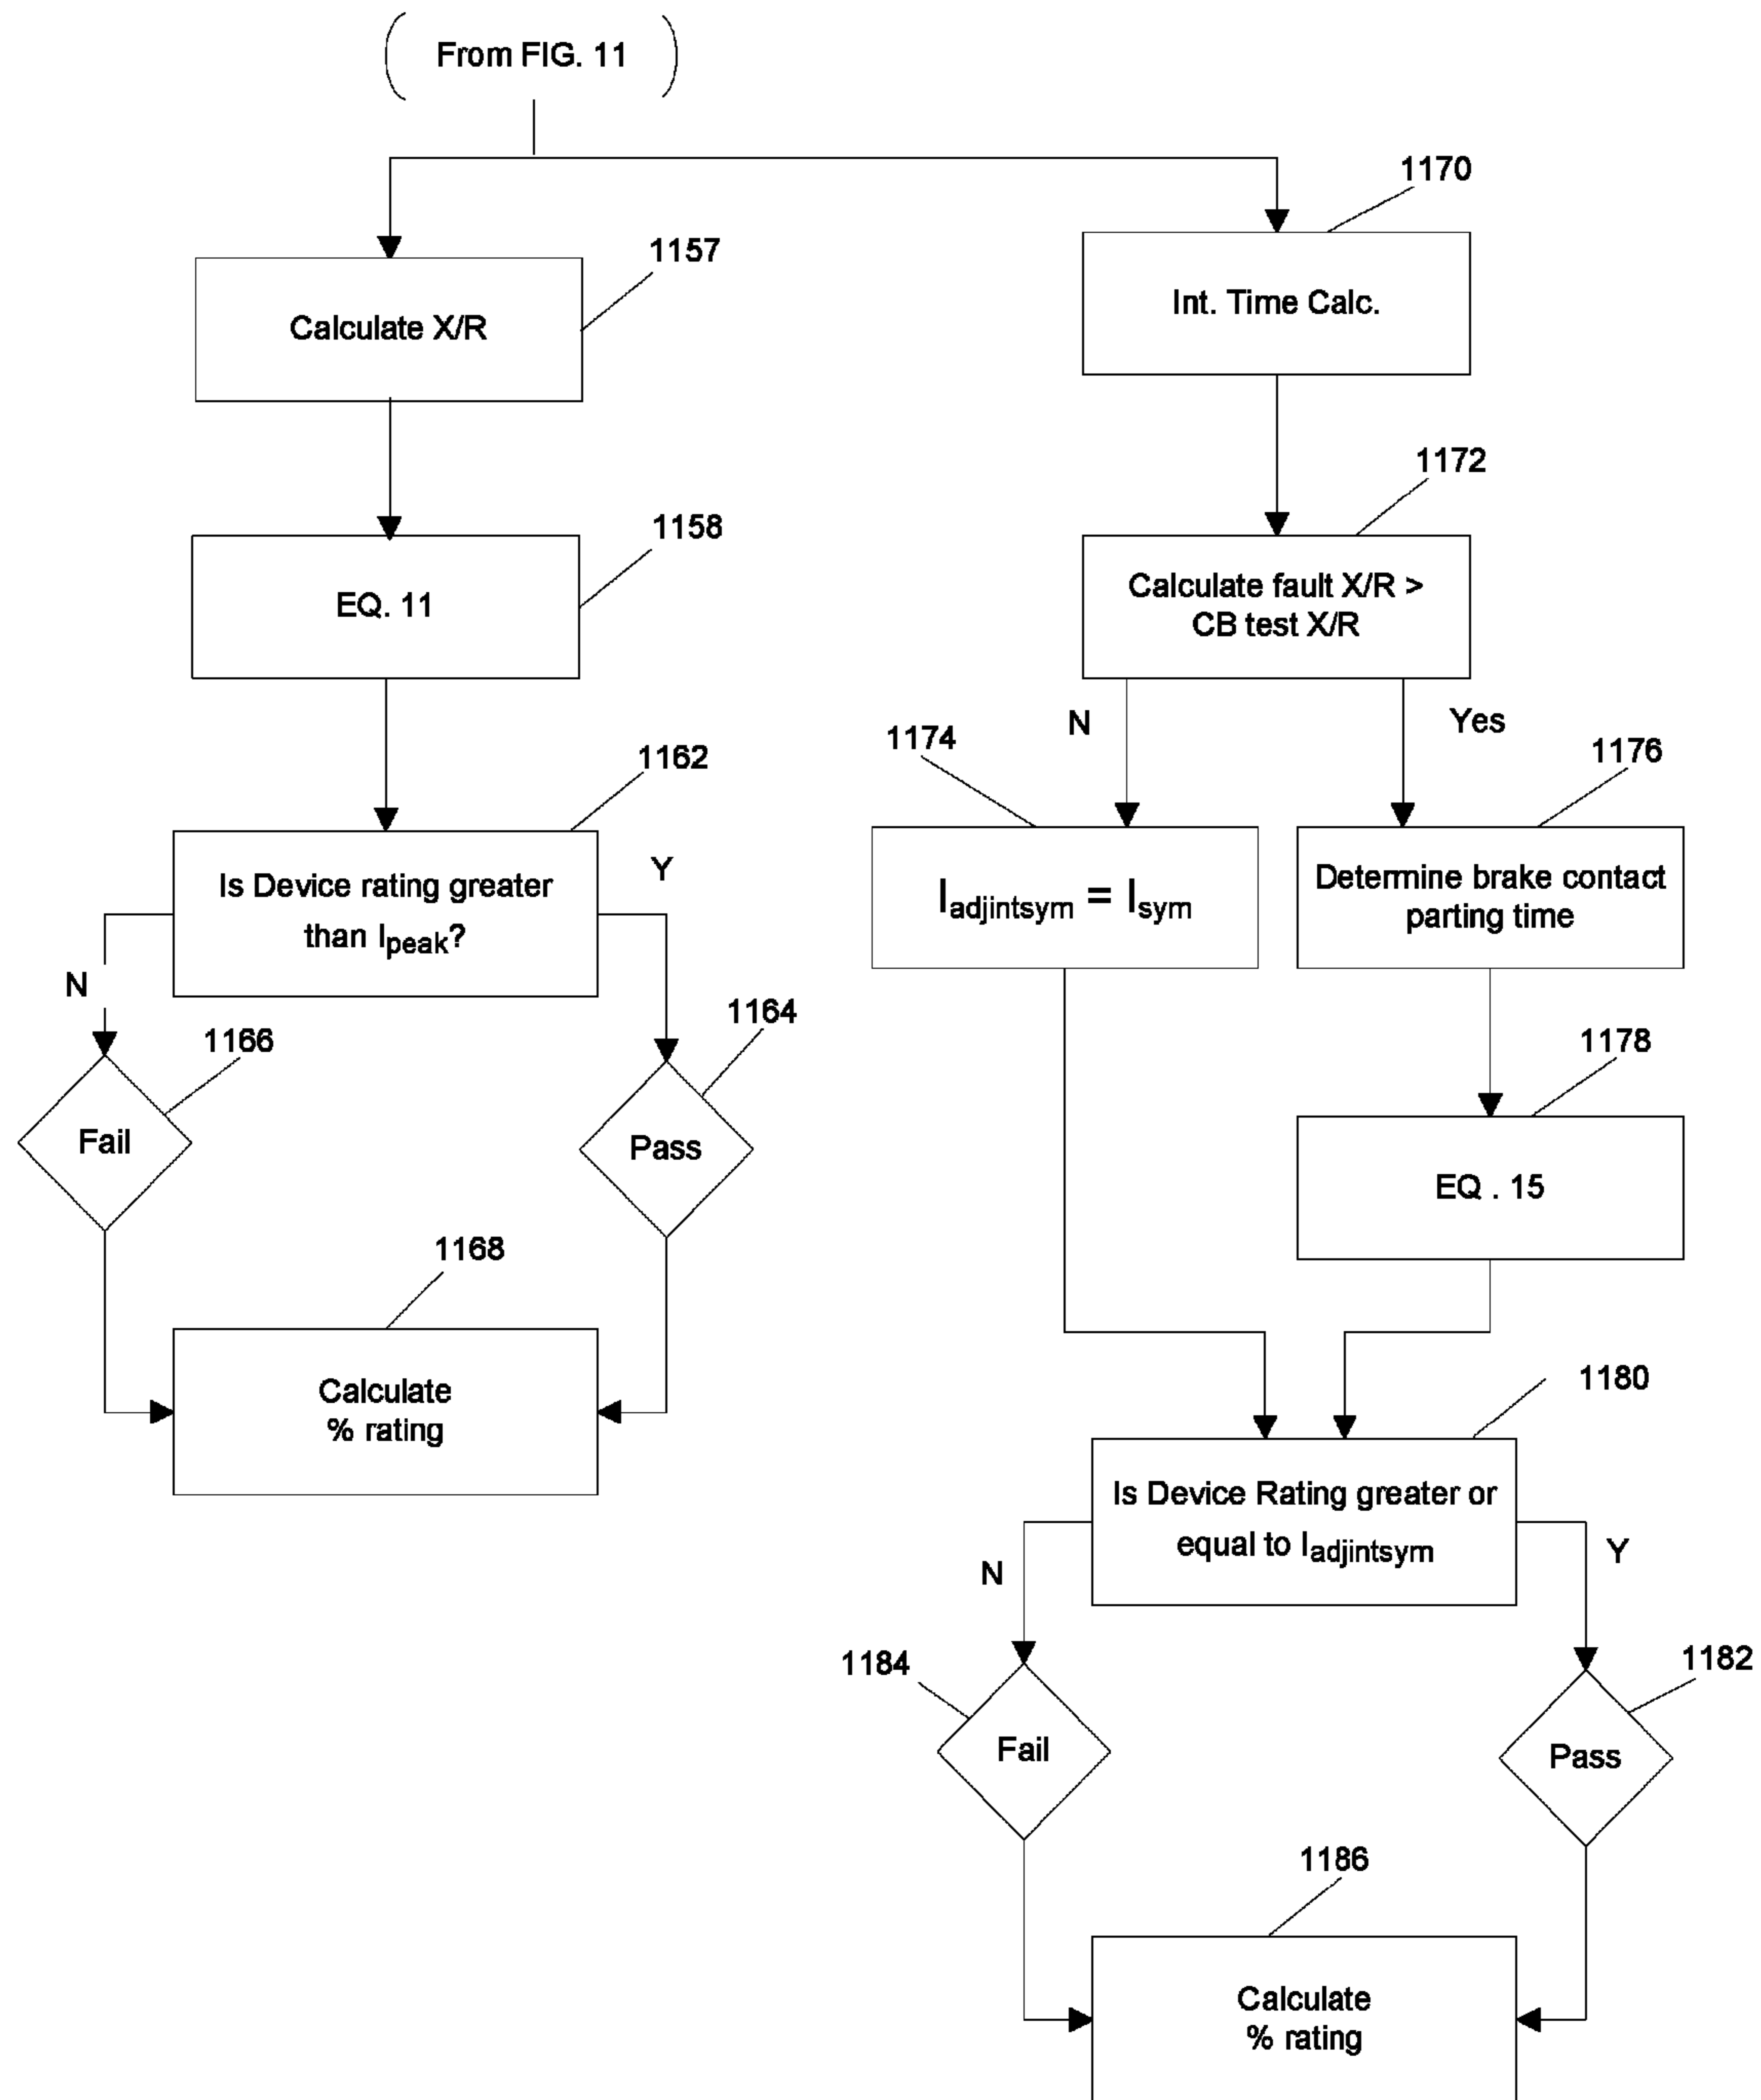 From FIG. 11
1157
Calculate X/R
1158
EQ. 11
1162
Is Device rating greater
than Ipeak?
N
Y
1166
Fail
1164
Pass
1168
Calculate
% rating
1170
Int. Time Calc.
1172
Calculate fault X/R >
CB test X/R
N
Yes
1174
Iadjintsym = Isym
1176
Determine brake contact
parting time
1178
EQ . 15
1180
Is Device Rating greater or
equal to Iadjintsym
N
Y
1184
Fail
1182
Pass
1186
Calculate
% rating